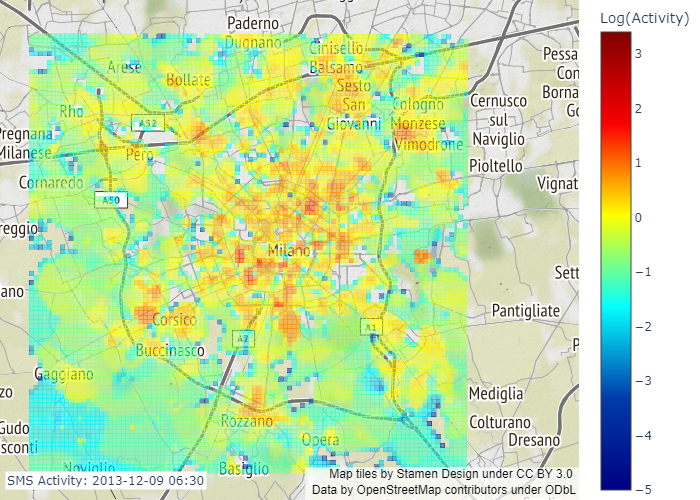 Log(Activity)
Paderno
Dugnano
Cinisello
Balsamo
Arese
Bollate
Sesto
San
Giovanni
Rho
A52
Pero
Cologno
Monzese
Vimodrone
Cernusco
sul
Naviglio
Pioltello
Pessa
Con
Borna
Go
Vignat
Pregnana
Milanese
Cornaredo
A50
reggio
Milano
ano
Corsico
Buccinasco
A7
A1
Sett
Pantigliate
P
Gaggiano
zo
Gudo
sconti
Rozzano
Opera
Noviglio
Basiglio
Mediglia
Colturano
Dresano
3
2
1
0
−1
−2
−3
−4
−5
SMS Activity: 2013-12-09 06:30
Map tiles by Stamen Design under CC BY 3.0
Data by OpenStreetMap contributors under ODbL